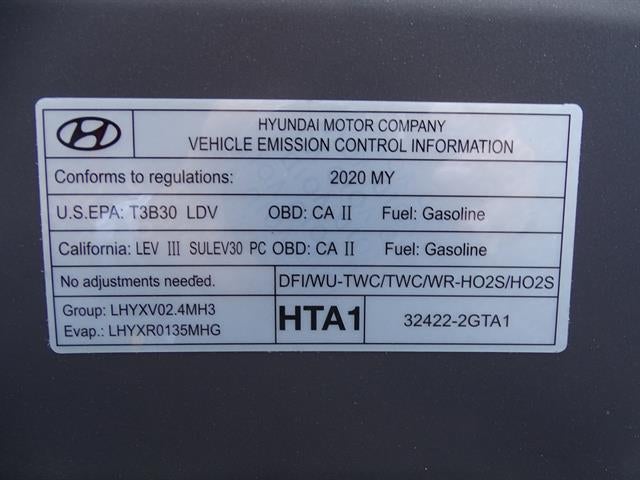 HYUNDAI MOTOR COMPANY
VEHICLE EMISSION CONTROL INFORMATION
Conforms to regulations: 2020 MY
U.S.EPA: T3B30 LDV OBD: CA II Fuel: Gasoline
California: LEV III SULEV30 PC OBD: CA II Fuel: Gasoline
No adjustments needed. DFI/WU-TWC/TWC/WR-HO2S/HO2S
Group: LHYXV02.4MH3
Evap.: LHYXR0135MHG
HTA1
32422-2GTA1